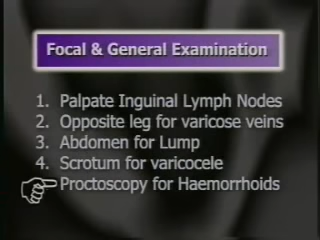 Focal & General Examination
1. Palpate Inguinal Lymph Nodes
2. Opposite leg for varicose veins
3. Abdomen for Lump
4. Scrotum for varicocele
Proctoscopy for Haemorrhoids